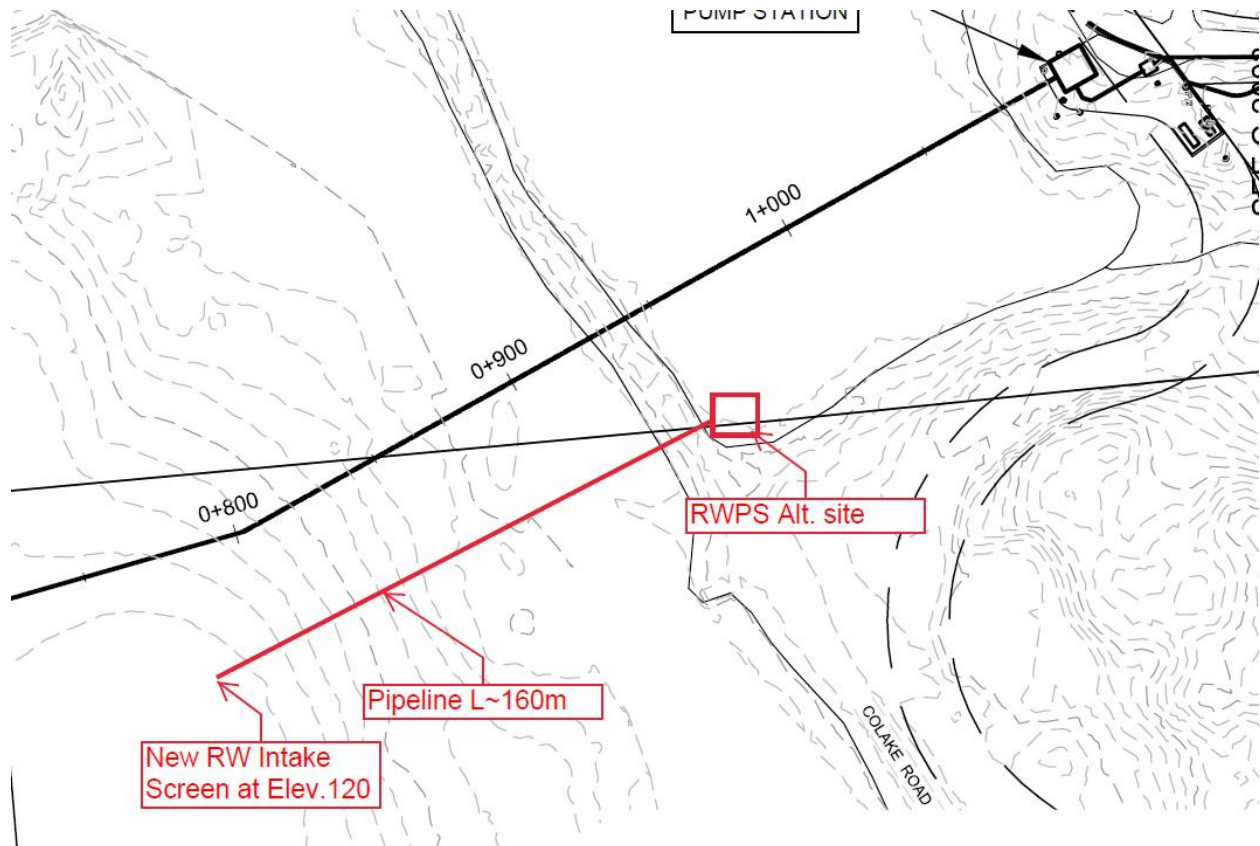 PUMP STATION
1+000
0+900
0+800
RWPS Alt. site
Pipeline L~160m
New RW Intake
Screen at Elev.120
COLAKE ROAD